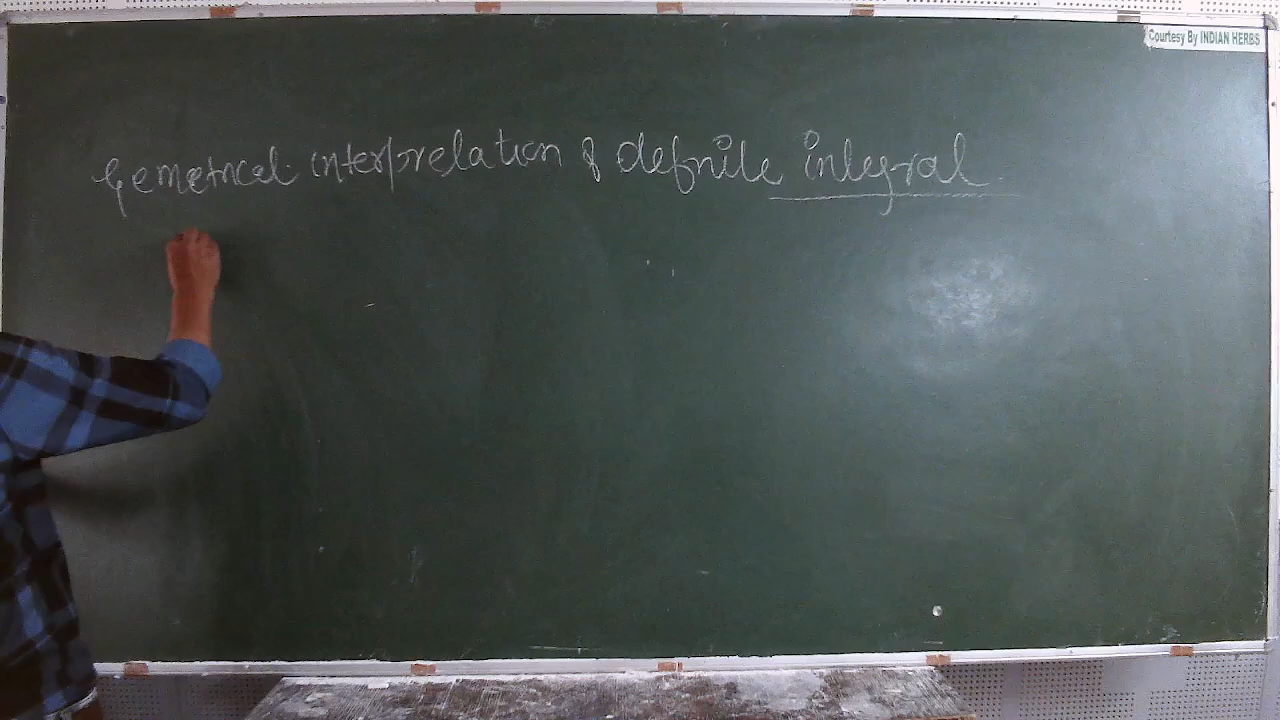 Courtesy By INDIAN HERBS
Gemetrical interpretation of definite integral